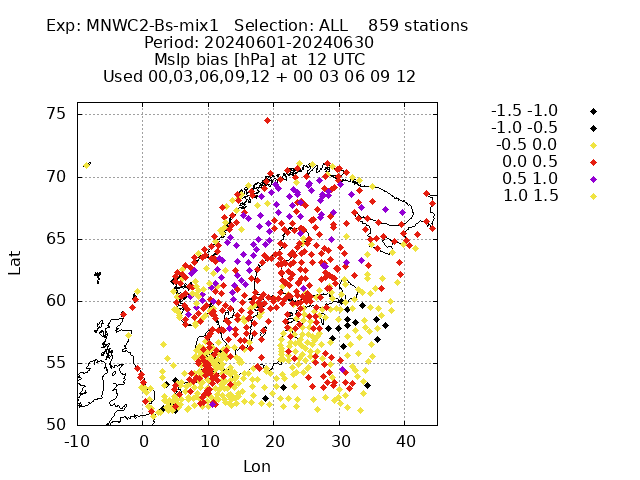 Exp: MNWC2-Bs-mix1   Selection: ALL    859 stations
Period: 20240601-20240630
Mslp bias [hPa] at  12 UTC
Used 00,03,06,09,12 + 00 03 06 09 12
-1.5 -1.0
-1.0 -0.5
-0.5 0.0
0.0 0.5
0.5 1.0
1.0 1.5
75
70
65
60
55
50
Lat
-10 0 10 20 30 40
Lon